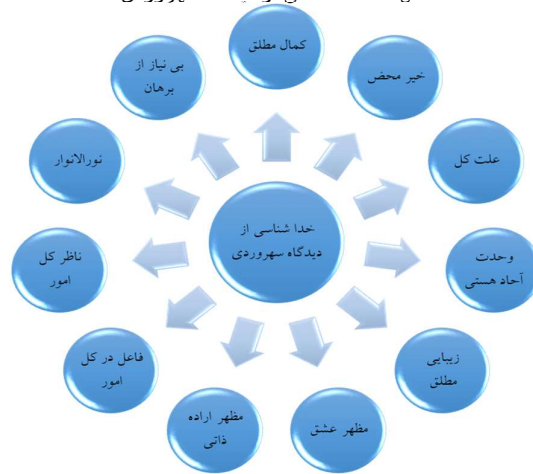 کمال مطلق
خیر محض
علت کل
وحدت
آحاد هستی
زیبایی
مطلق
مظهر عشق
مظهر اراده
ذاتی
فاعل در کل
امور
ناظر کل
امور
نورالانوار
بی نیاز از
برهان
خدا شناسی از
دیدگاه سهروردی